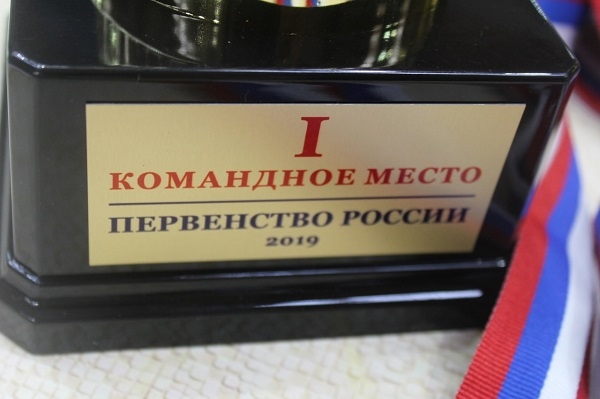 I
КОМАНДНОЕ МЕСТО
ПЕРВЕНСТВО РОССИИ
2019